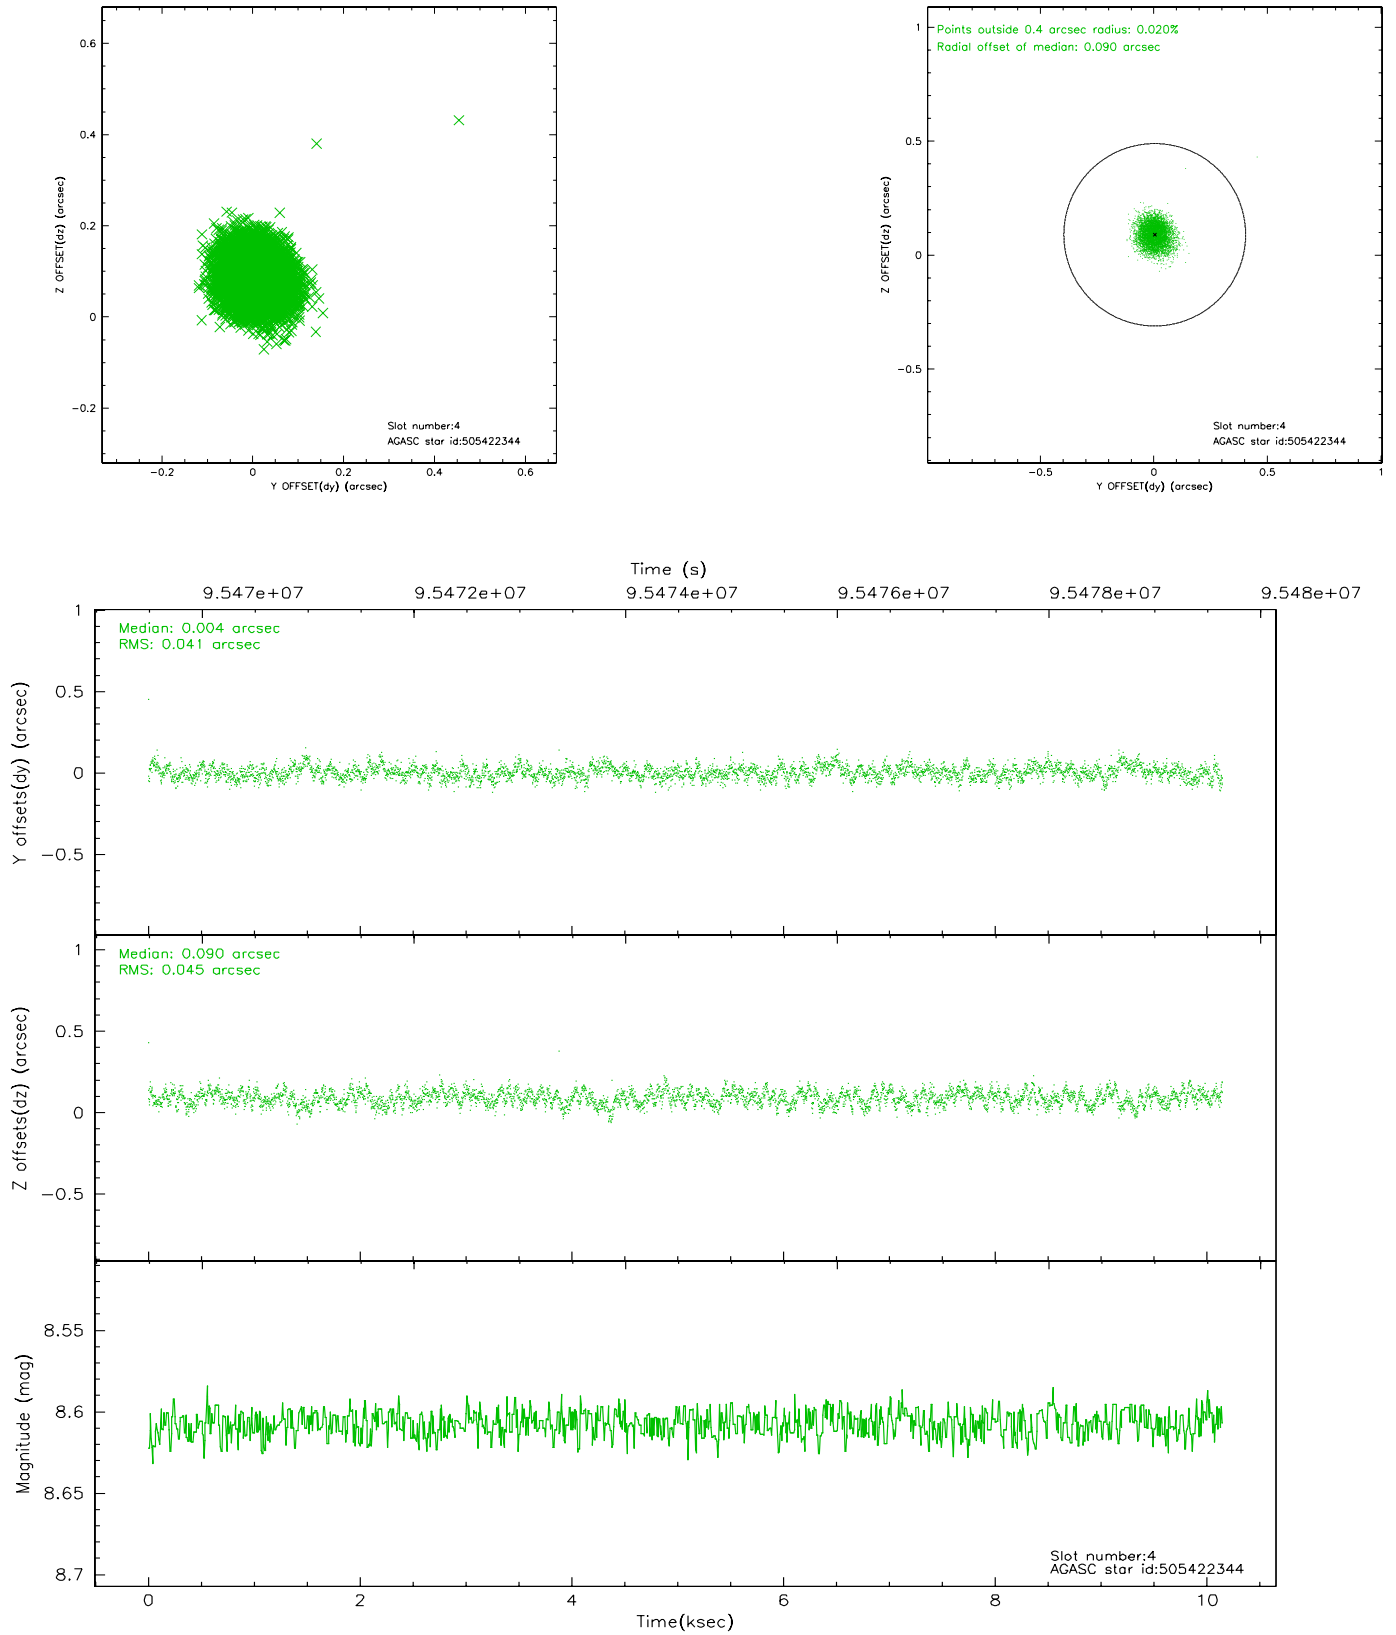 0.6
0.4
0.2
0
−0.2
Z OFFSET(dz) (arcsec)
Slot number:4
AGASC star id:505422344
−0.2 0 0.2 0.4 0.6
Y OFFSET(dy) (arcsec)
Points outside 0.4 arcsec radius: 0.020%
Radial offset of median: 0.090 arcsec
1
0.5
0
−0.5
Z OFFSET(dz) (arcsec)
Slot number:4
AGASC star id:505422344
−0.5 0 0.5 1
Y OFFSET(dy) (arcsec)
Time (s)
9.547e+07 9.5472e+07 9.5474e+07 9.5476e+07 9.5478e+07 9.548e+07
Median: 0.004 arcsec
RMS: 0.041 arcsec
1
0.5
0
−0.5
Y offsets(dy) (arcsec)
Median: 0.090 arcsec
RMS: 0.045 arcsec
1
0.5
0
−0.5
Z offsets(dz) (arcsec)
8.55
8.6
8.65
8.7
Magnitude (mag)
Slot number:4
AGASC star id:505422344
0 2 4 6 8 10
Time(ksec)